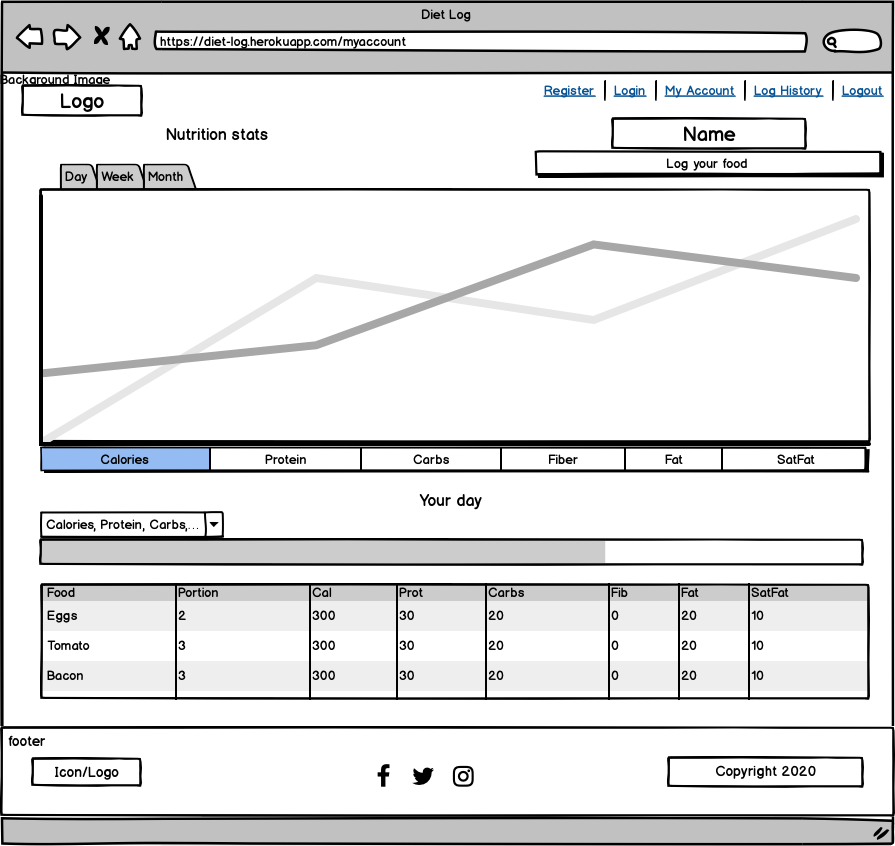 Diet Log
https://diet-log.herokuapp.com/myaccount
Background Image
Logo
Register Login My Account Log History Logout
Nutrition stats
Name
Log your food
Day Week Month
Calories Protein Carbs Fiber Fat SatFat
Your day
Calories, Protein, Carbs,...
Food Portion Cal Prot Carbs Fib Fat SatFat
Eggs 2 300 30 20 0 20 10
Tomato 3 300 30 20 0 20 10
Bacon 3 300 30 20 0 20 10
footer
Icon/Logo
Copyright 2020